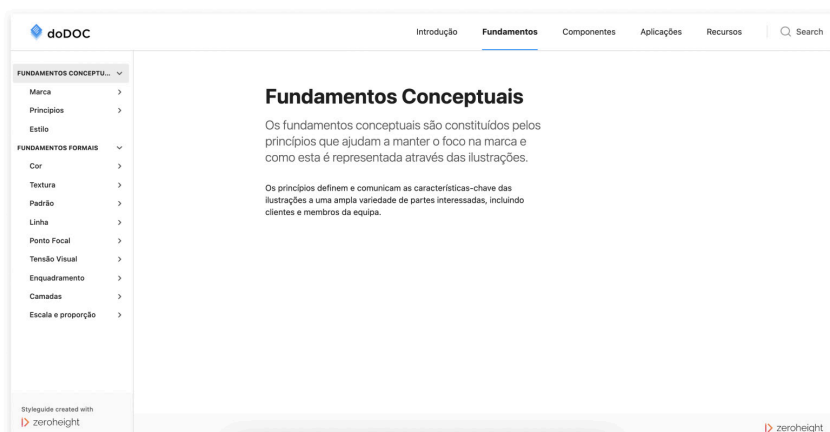 doDOC
Introdução
Fundamentos
Componentes
Aplicações
Recursos
Search
FUNDAMENTOS CONCEPTU...
Marca
Princípios
Estilo
FUNDAMENTOS FORMAIS
Cor
Textura
Padrão
Linha
Ponto Focal
Tensão Visual
Enquadramento
Camadas
Escala e proporção
Styleguide created with
zeroheight
Fundamentos Conceptuais
Os fundamentos conceptuais são constituídos pelos
princípios que ajudam a manter o foco na marca e
como esta é representada através das ilustrações.
Os princípios definem e comunicam as características-chave das
ilustrações a uma ampla variedade de partes interessadas, incluindo
clientes e membros da equipa.
zeroheight